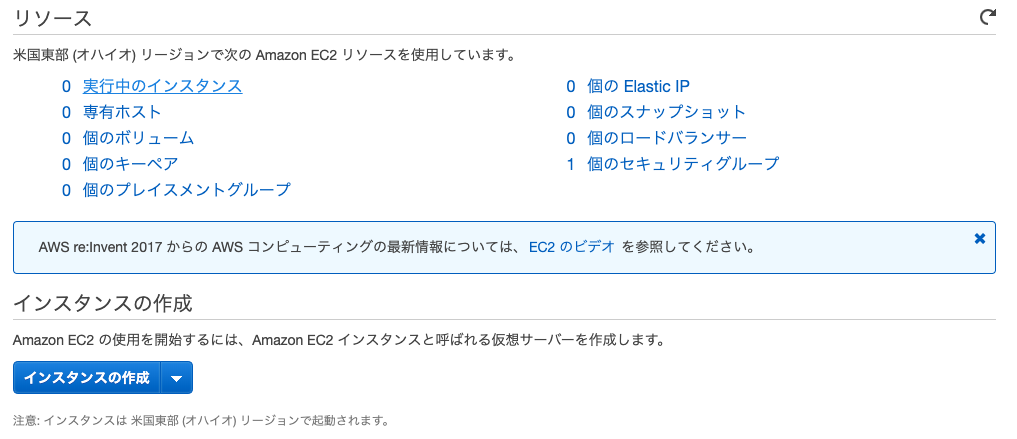 リソース
米国東部 (オハイオ) リージョンで次の Amazon EC2 リソースを使用しています。
0 実行中のインスタンス
0 個の Elastic IP
0 専有ホスト
0 個のスナップショット
0 個のボリューム
0 個のロードバランサー
0 個のキーペア
1 個のセキュリティグループ
0 個のプレイスメントグループ
AWS re:Invent 2017 からの AWS コンピューティングの最新情報については、EC2 のビデオ を参照してください。
インスタンスの作成
Amazon EC2 の使用を開始するには、Amazon EC2 インスタンスと呼ばれる仮想サーバーを作成します。
インスタンスの作成
注意: インスタンスは 米国東部 (オハイオ) リージョンで起動されます。